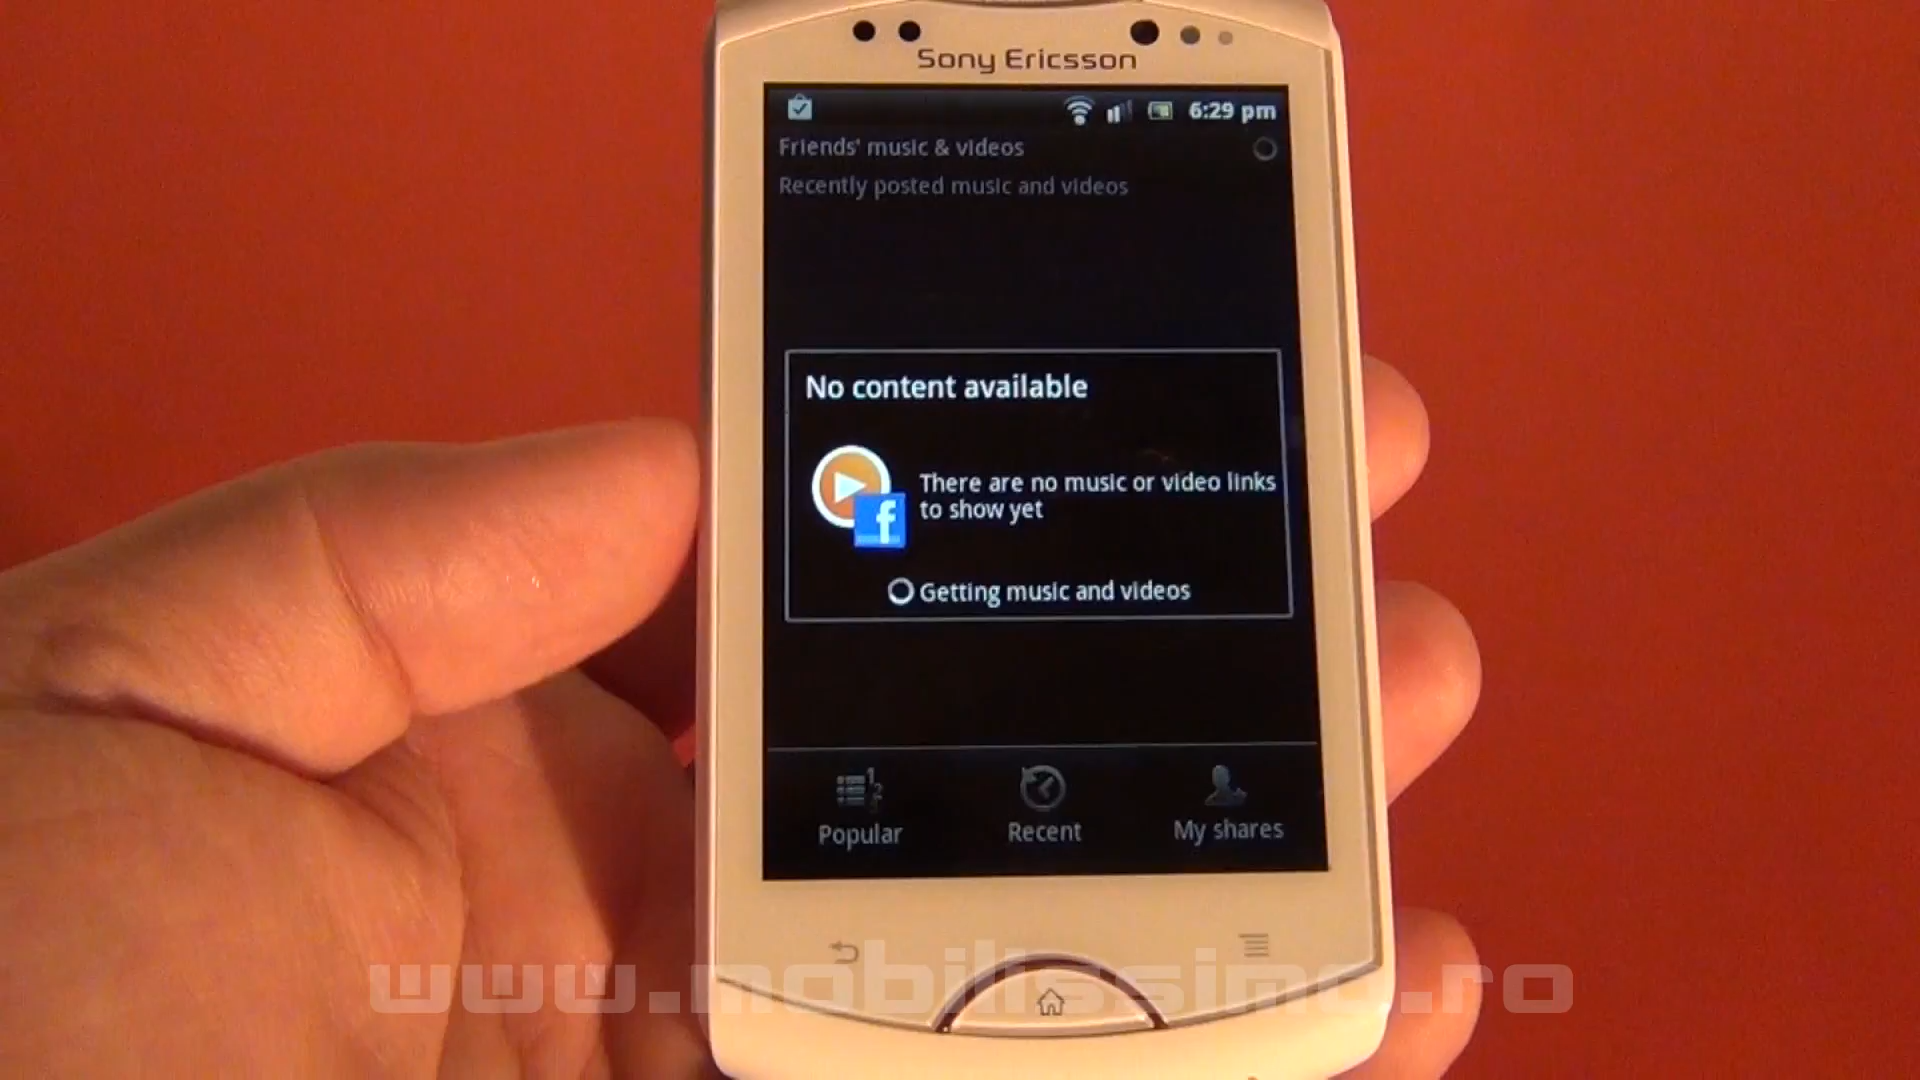 Sony Ericsson
6:29 pm
Friends' music & videos
Recently posted music and videos
No content available
There are no music or video links
to show yet
f
Getting music and videos
Popular
Recent
My shares
www.mobilissimo.ro